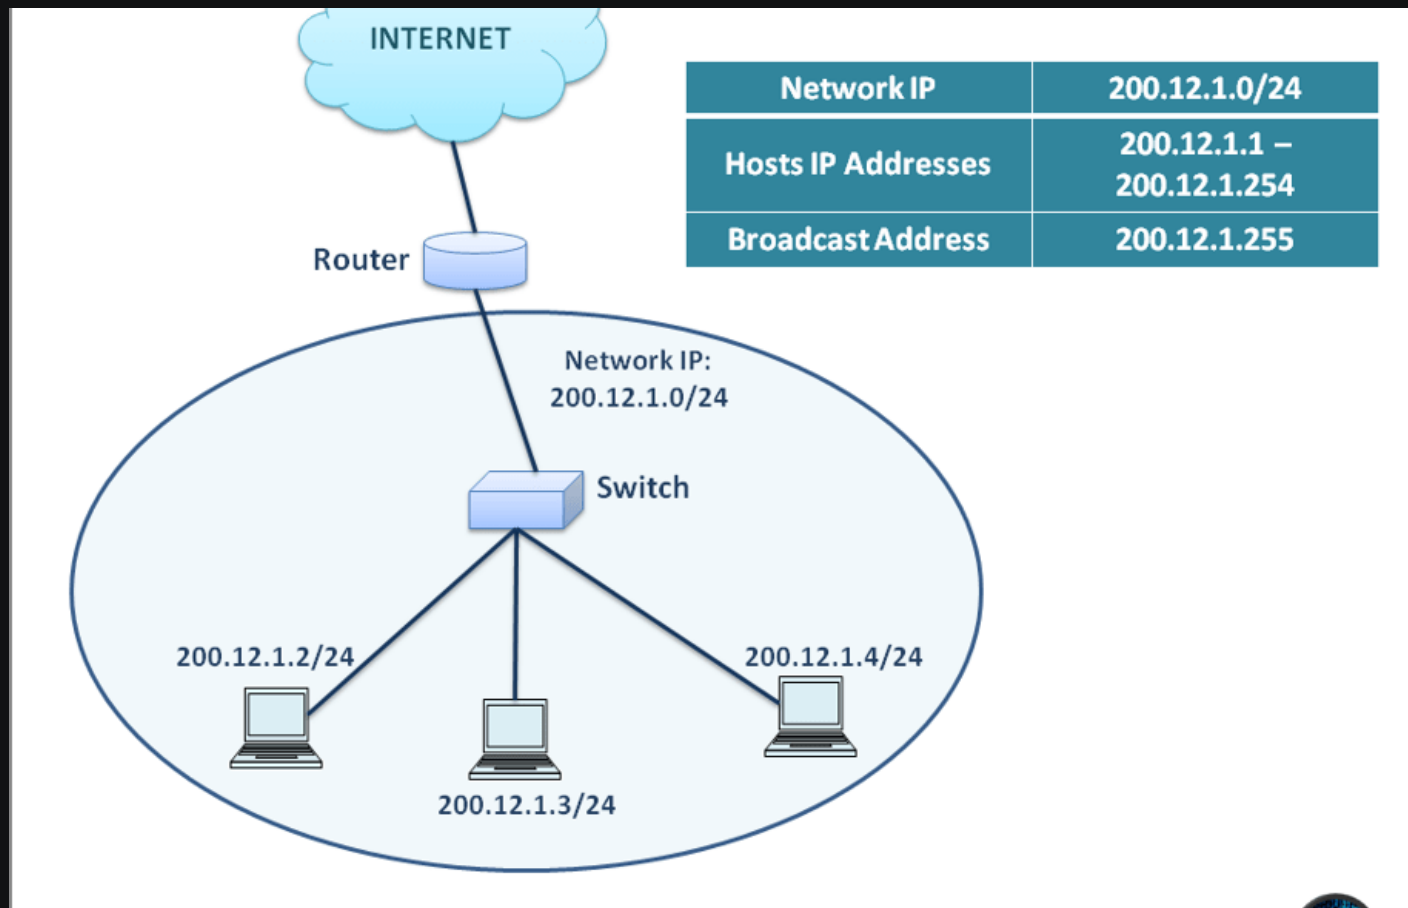 INTERNET
Network IP 200.12.1.0/24
Hosts IP Addresses 200.12.1.1 –
200.12.1.254
Broadcast Address 200.12.1.255
Router
Network IP:
200.12.1.0/24
Switch
200.12.1.2/24
200.12.1.4/24
200.12.1.3/24